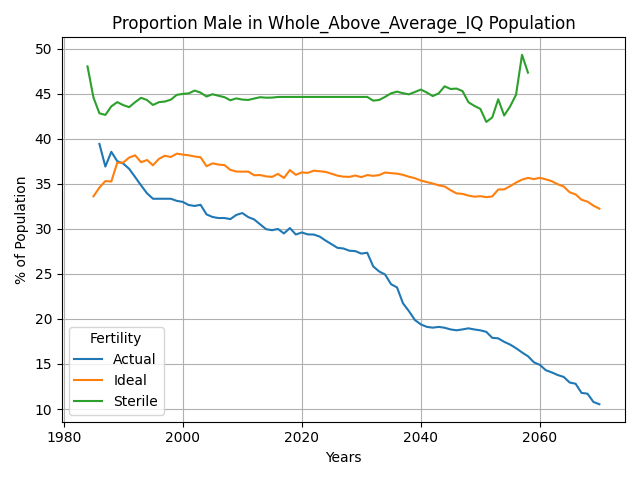 Proportion Male in Whole_Above_Average_IQ Population
% of Population
50
45
40
35
30
25
20
15
10
Fertility
Actual
Ideal
Sterile
1980 2000 2020 2040 2060
Years